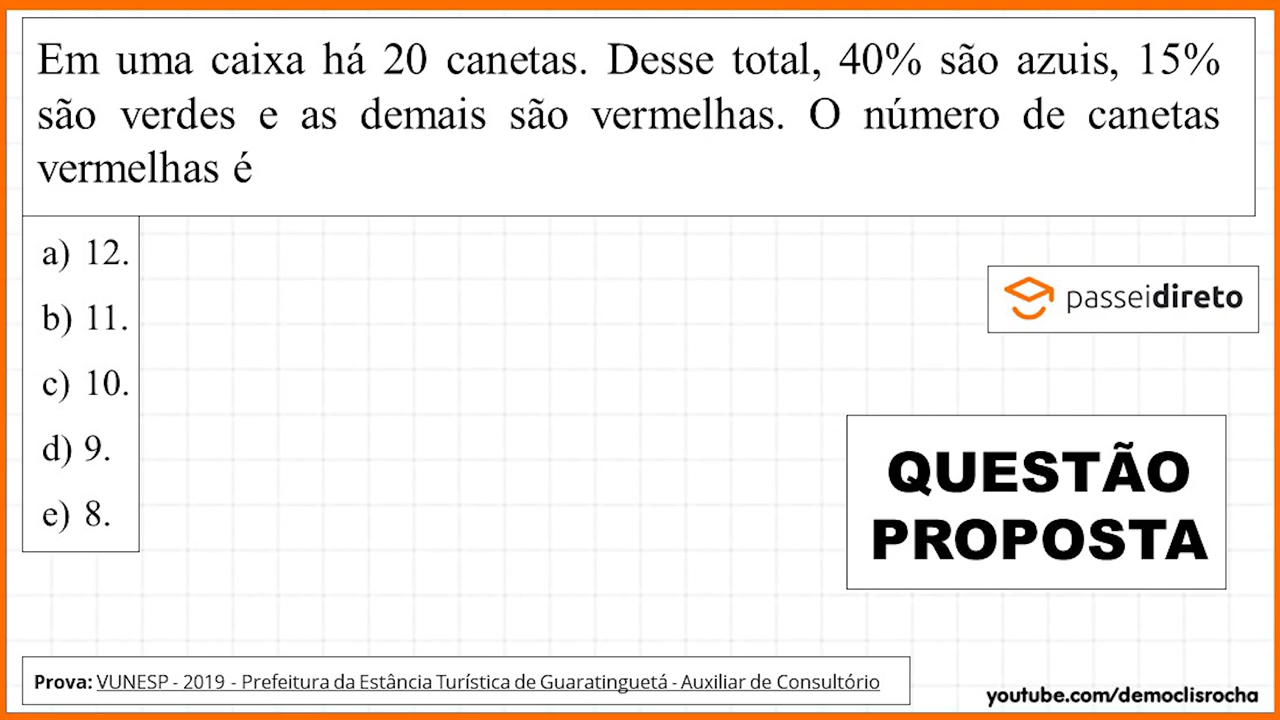 Em uma caixa há 20 canetas. Desse total, 40% são azuis, 15%
são verdes e as demais são vermelhas. O número de canetas
vermelhas é
a) 12.
b) 11.
c) 10.
d) 9.
e) 8.
passeidireto
QUESTÃO
PROPOSTA
Prova: VUNESP - 2019 - Prefeitura da Estância Turística de Guaratinguetá - Auxiliar de Consultório
youtube.com/democlisrocha